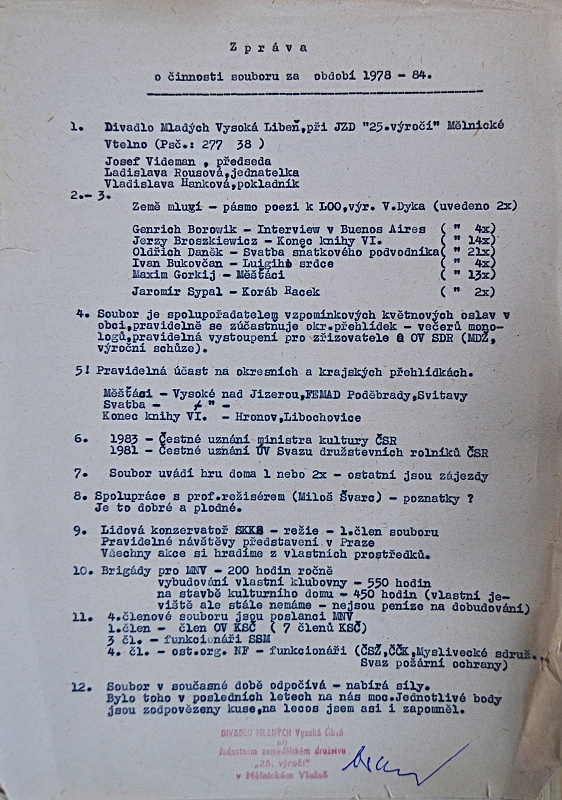 Z p r á v a
o činnosti souboru za období 1978 - 84.
1. Divadlo Mladých Vysoká Libeň,při JZD "25.výročí" Mělnické
Vtelno (Psč.: 277 38 )
Josef Videman , předseda
Ladislava Rousová,jednatelka
Vladislava Hanková,pokladník
2.- 3.
Země mlugi - pásmo poezi k LOO,výr. V.Dyka (uvedeno 2x)
Genrich Borowik - Interview v Buenos Aires ( " 4x)
Jerzy Broszkiewicz - Konec knihy VI. ( " 14x)
Oldřich Daněk - Svatba sňatkového podvodníka( " 21x)
Ivan Bukovčan - Luigiho srdce ( " 4x)
Maxim Gorkij - Měšťáci ( " 13x)
Jaromír Sypal - Koráb Racek ( " 2x)
4. Soubor je spolupořadatelem vzpomínkových květnových oslav v
obci,pravidelně se zúčastňuje okr.přehlídek - večerů mono-
logů,pravidelná vystoupení pro zřizovatele a OV SDR (MDŽ,
výroční schůze).
5! Pravidelná účast na okresních a krajských přehlídkách.
Měšťási - Vysoké nad Jizerou,FEMAD Poděbrady,Svitavy
Svatba - " -
Konec knihy VI. - Hronov,Libochovice
6. 1983 - Čestné uznání ministra kultury ČSR
1981 - Čestné uznání ÚV Svazu družstevních rolníků ČSR
7. Soubor uvádí hru doma 1 nebo 2x - ostatní jsou zájezdy
8. Spolupráce s prof.režisérem (Miloš Švarc) - poznatky ?
Je to dobré a plodné.
9. Lidová konzervatoř SKKS - režie - 1.člen souboru
Pravidelné návštěvy představení v Praze
Všechny akce si hradíme z vlastních prostředků.
10. Brigády pro MNV - 200 hodin ročně
vybudování vlastní klubovny - 550 hodin
na stavbě kulturního domu - 450 hodin (vlastní je-
viště ale stále nemáme - nejsou peníze na dobudování)
11. 4.členové souboru jsou poslanci MNV
1.člen - člen OV KSČ ( 7 členů KSČ)
3 čl. - funkcionáři SSM
4. čl. - ost.org. NF - funkcionáři (ČSŽ,ČČK,Myslivecké sdruž.,
Svaz požární ochrany)
12. Soubor v současné době odpočívá - nabírá síly.
Bylo toho v posledních letech na nás moc.Jednotlivé body
jsou zodpovězeny kuse,na lecos jsem asi i zapomněl.
DIVADLO MLADÝCH Vysoká Libeň
při
Jednotném zemědělském družstvu
„25. výročí"
v Mělnickém Vtelně